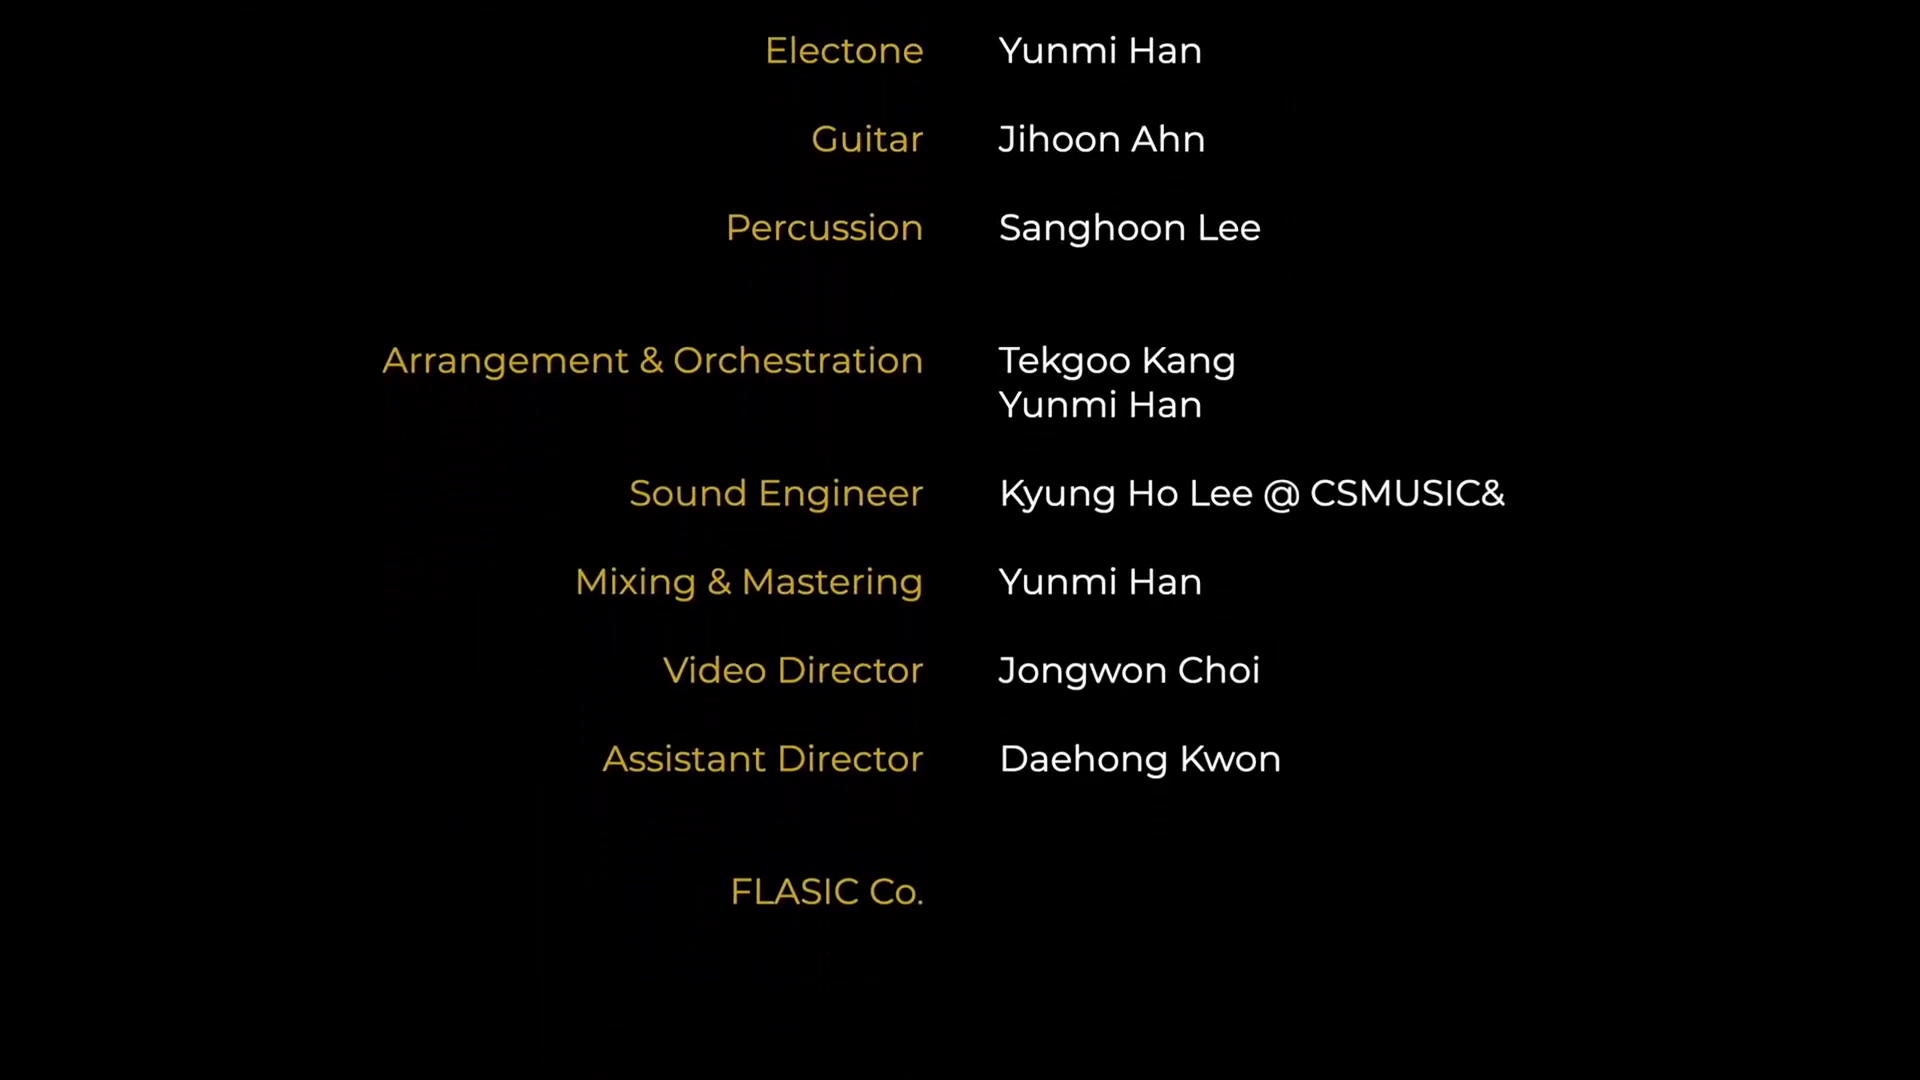 Electone Yunmi Han
Guitar Jihoon Ahn
Percussion Sanghoon Lee
Arrangement & Orchestration Tekgoo Kang
Yunmi Han
Sound Engineer Kyung Ho Lee @ CSMUSIC&
Mixing & Mastering Yunmi Han
Video Director Jongwon Choi
Assistant Director Daehong Kwon
FLASIC Co.